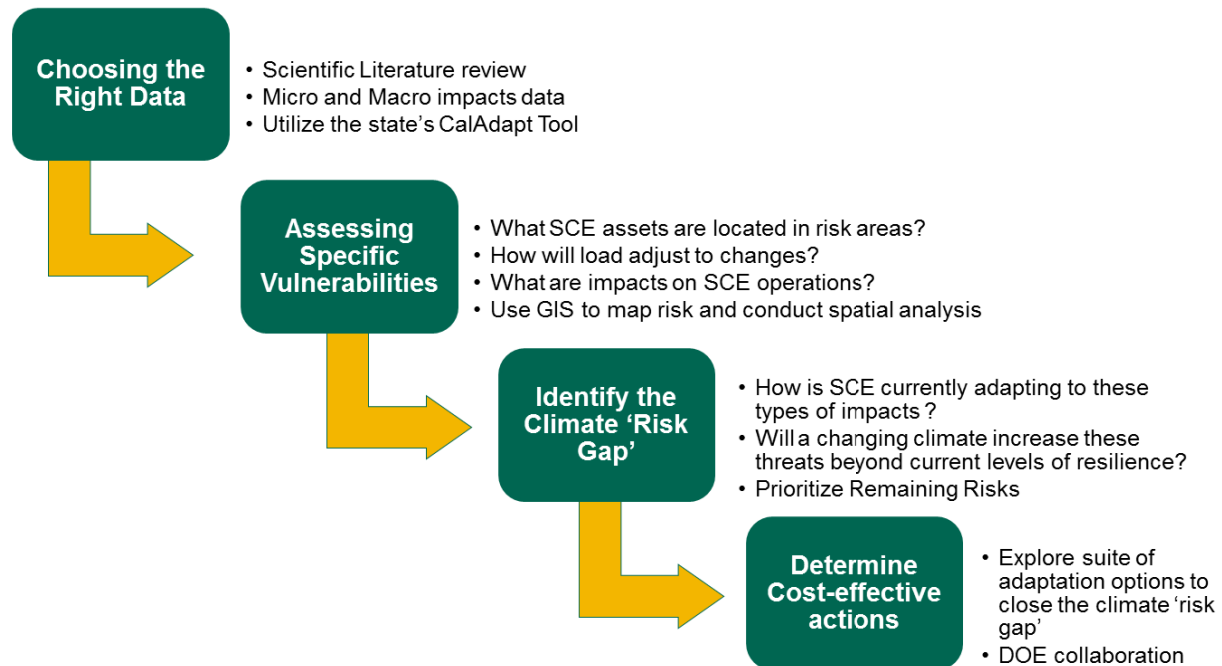 Choosing the
Right Data
• Scientific Literature review
• Micro and Macro impacts data
• Utilize the state's CalAdapt Tool
Assessing
Specific
Vulnerabilities
• What SCE assets are located in risk areas?
• How will load adjust to changes?
• What are impacts on SCE operations?
• Use GIS to map risk and conduct spatial analysis
Identify the
Climate 'Risk
Gap'
• How is SCE currently adapting to these
types of impacts ?
• Will a changing climate increase these
threats beyond current levels of resilience?
• Prioritize Remaining Risks
Determine
Cost-effective
actions
• Explore suite of
adaptation options to
close the climate 'risk
gap'
• DOE collaboration